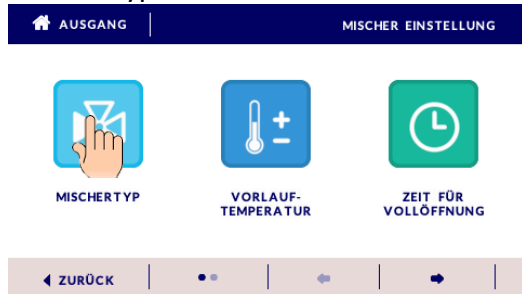 AUSGANG
MISCHER EINSTELLUNG
MISCHERTYP
VORLAUF-
TEMPERATUR
ZEIT FÜR
VOLLÖFFNUNG
ZURÜCK